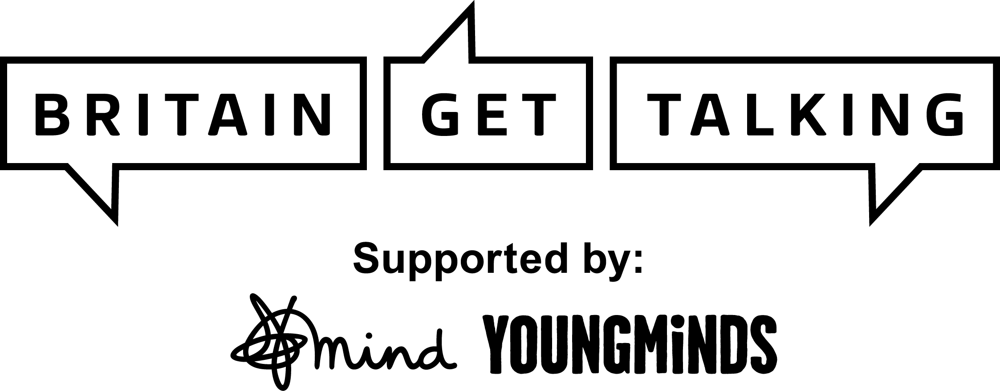 BRITAIN GET TALKING
Supported by:
mind YOUNGMiNDS